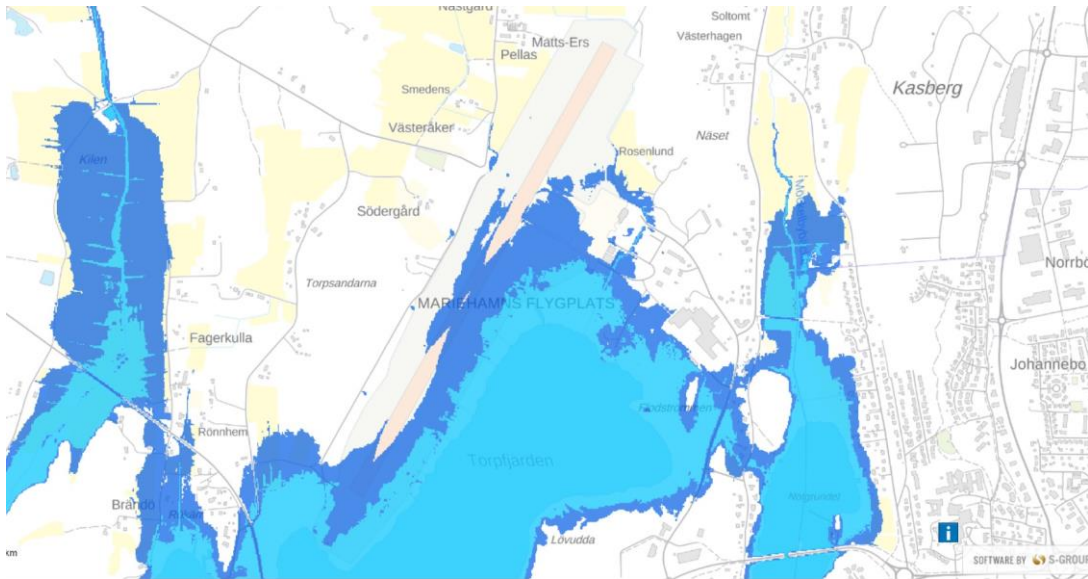 Nästgård
Matts-Ers
Pellas
Soltomt
Västerhagen
Kasberg
Smedens
Västeråker
Näset
Rosenlund
Kilen
Södergård
Torpsandarna
MARIEHAMNS FLYGPLATS
Norrbö
Fagerkulla
Johannebo
Rönnhem
Torpfjärden
Brändö
Lövudda
km
i
SOFTWARE BY S-GROUP